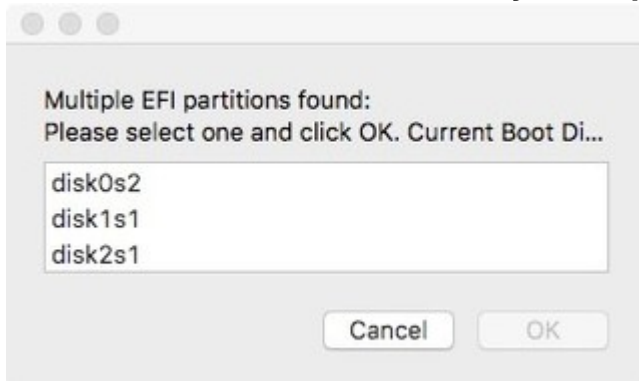 Multiple EFI partitions found:
Please select one and click OK. Current Boot Di...
disk0s2
disk1s1
disk2s1
Cancel
OK